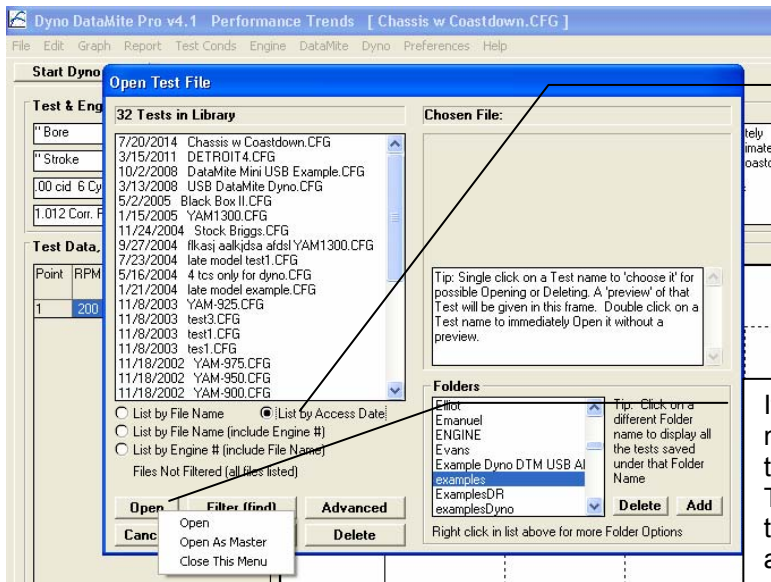 Dyno DataMite Pro v4.1 Performance Trends [ Chassis w Coastdown.CFG ]
File Edit Graph Report Test Conds Engine DataMite Dyno Preferences Help
Start Dyno
Open Test File
Test & Eng
" Bore
" Stroke
.00 cid 6 Cy
1.012 Corr. F
Test Data,
Point RPM
1 200
32 Tests in Library
7/20/2014 Chassis w Coastdown.CFG
3/15/2011 DETROIT4.CFG
10/2/2008 DataMite Mini USB Example.CFG
3/13/2008 USB DataMite Dyno.CFG
5/2/2005 Black Box II.CFG
1/15/2005 YAM1300.CFG
11/24/2004 Stock Briggs.CFG
9/27/2004 flkasj aalkjdsa afdsl YAM1300.CFG
7/23/2004 late model test1.CFG
5/16/2004 4 tcs only for dyno.CFG
1/21/2004 late model example.CFG
11/8/2003 YAM-925.CFG
11/8/2003 test3.CFG
11/8/2003 test1.CFG
11/8/2003 tes1.CFG
11/18/2002 YAM-975.CFG
11/18/2002 YAM-950.CFG
11/18/2002 YAM-900.CFG
List by File Name List by Access Date
List by File Name (include Engine #)
List by Engine # (include File Name)
Files Not Filtered (all files listed)
Open Filter (find) Advanced
Canc Delete
Open
Open As Master
Close This Menu
Chosen File:
Tip: Single click on a Test name to 'choose it' for
possible Opening or Deleting. A 'preview' of that
Test will be given in this frame. Double click on a
Test name to immediately Open it without a
preview.
Folders
Elliot
Emanuel
ENGINE
Evans
Example Dyno DTM USB Al
examples
ExamplesDR
examplesDyno
Tip: Click on a
different Folder
name to display all
the tests saved
under that Folder
Name
Delete Add
Right click in list above for more Folder Options
tely
imate
oastd
I
r
t
T
t
a